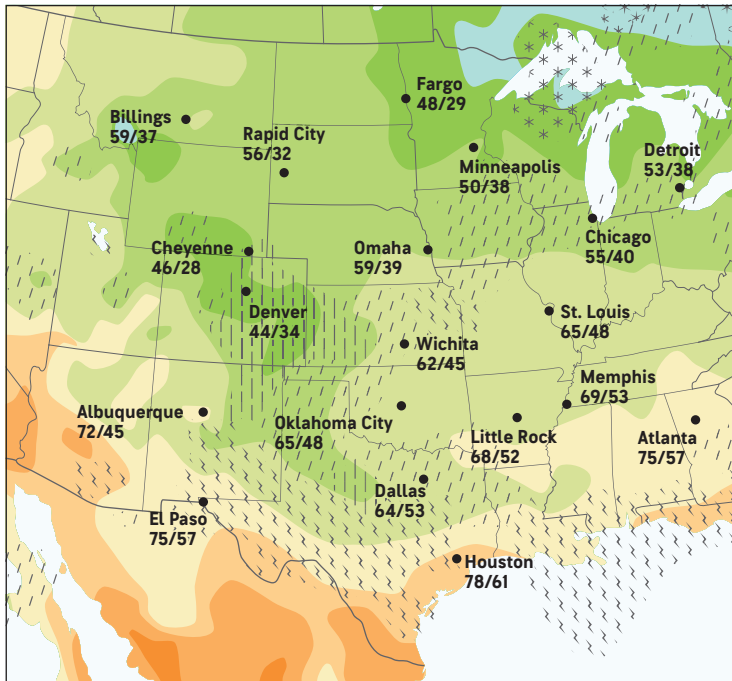 Fargo
48/29
Billings
59/37
Rapid City
56/32
Minneapolis
50/38
Detroit
53/38
Cheyenne
46/28
Omaha
59/39
Chicago
55/40
Denver
44/34
St. Louis
65/48
Wichita
62/45
Memphis
69/53
Albuquerque
72/45
Oklahoma City
65/48
Little Rock
68/52
Atlanta
75/57
Dallas
64/53
El Paso
75/57
Houston
78/61